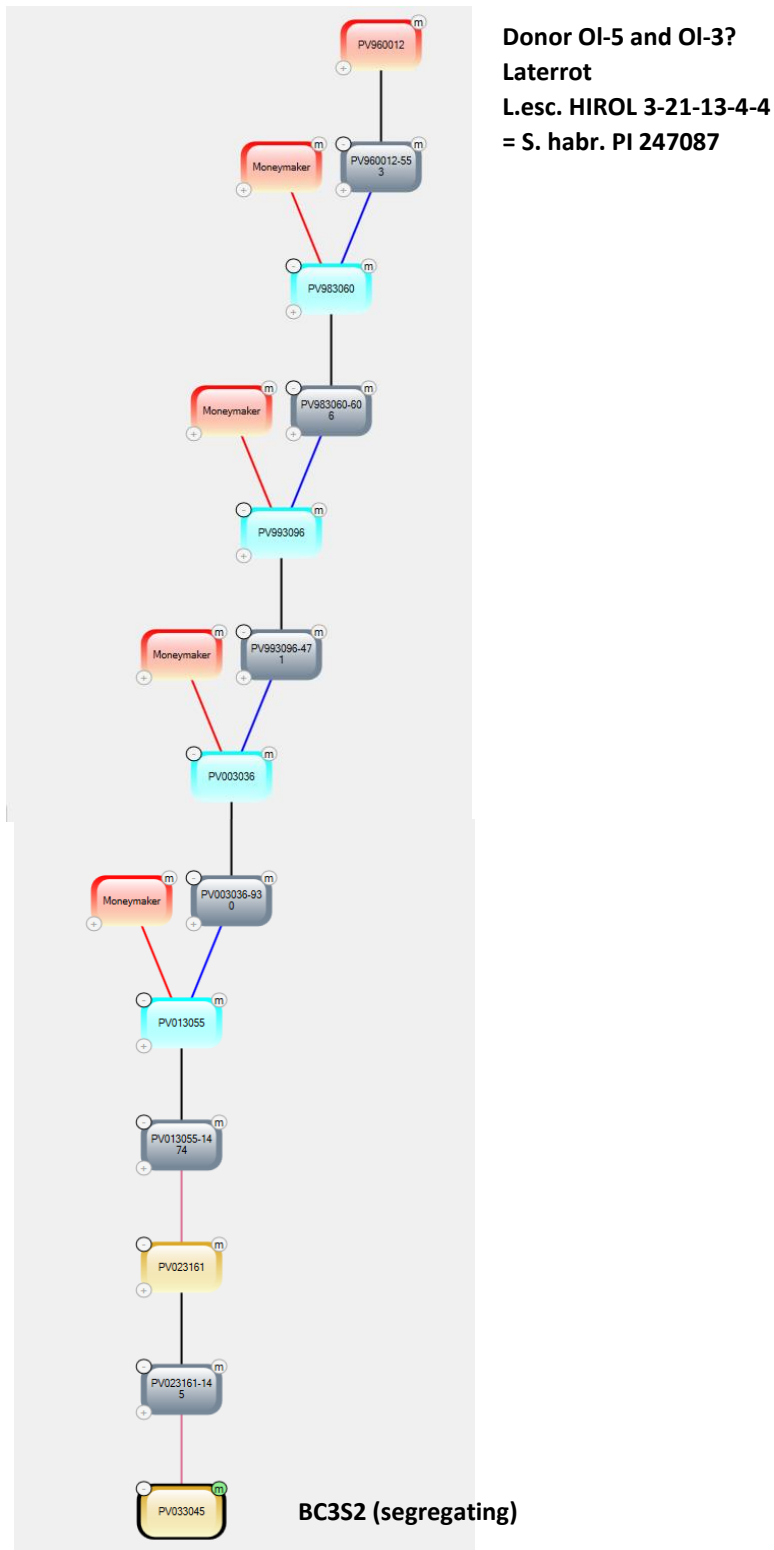 PV960012
Donor Ol-5 and Ol-3?
Laterrot
L.esc. HIROL 3-21-13-4-4
= S. habr. PI 247087
m
+
Moneymaker
m
+
PV960012-55
3
-
m
+
PV983060
-
m
+
Moneymaker
m
+
PV983060-60
6
-
m
+
PV993096
-
m
+
Moneymaker
m
+
PV993096-47
1
-
m
+
PV003036
-
m
+
Moneymaker
m
+
PV003036-93
0
-
m
+
PV013055
-
m
+
PV013055-14
74
-
m
+
PV023161
-
m
+
PV023161-14
5
-
m
+
PV033045
-
m
+
BC3S2 (segregating)